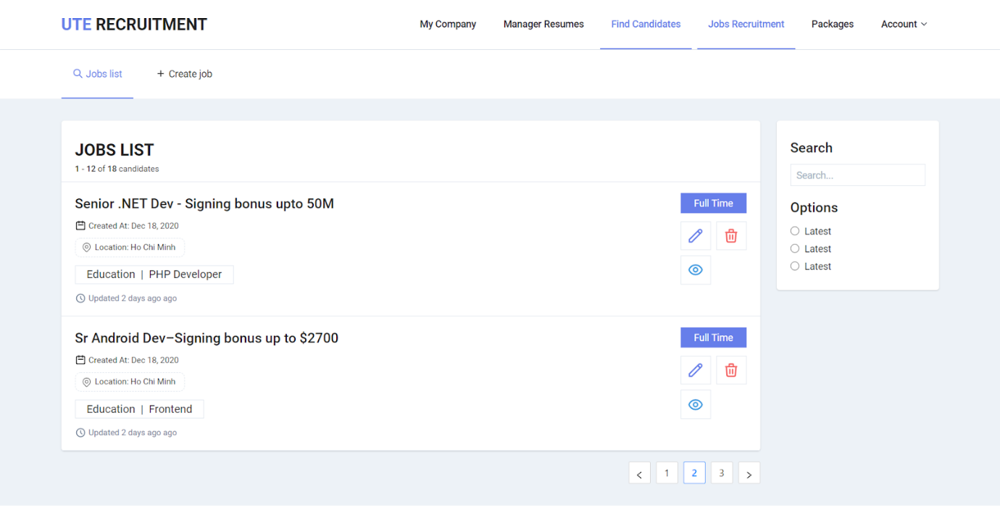 UTE RECRUITMENT
My Company Manager Resumes Find Candidates Jobs Recruitment Packages Account
Jobs list + Create job
JOBS LIST
1 - 12 of 18 candidates
Senior .NET Dev - Signing bonus upto 50M
Full Time
Created At: Dec 18, 2020
Location: Ho Chi Minh
Education | PHP Developer
Updated 2 days ago ago
Sr Android Dev–Signing bonus up to $2700
Full Time
Created At: Dec 18, 2020
Location: Ho Chi Minh
Education | Frontend
Updated 2 days ago ago
< 1 2 3 >
Search
Search...
Options
Latest
Latest
Latest